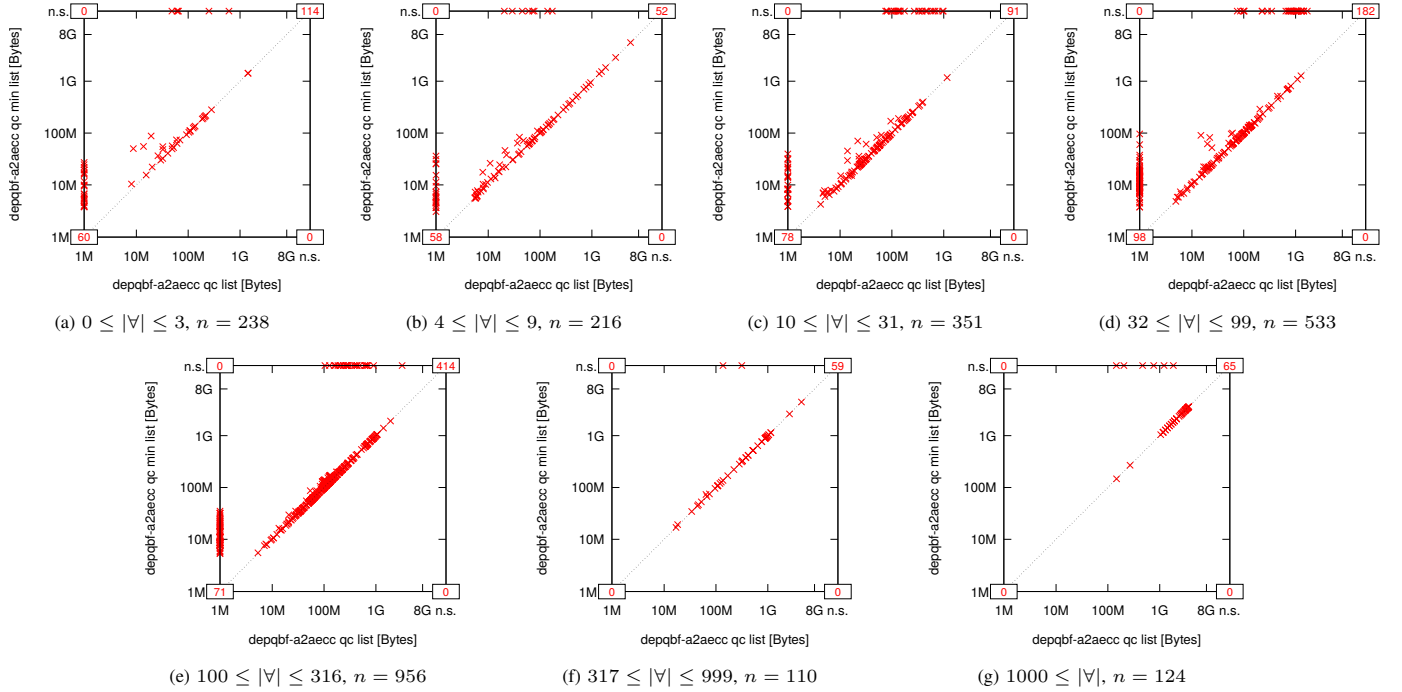 n.s. 0 114
8G
1G
100M
10M
1M 60 0
1M 10M 100M 1G 8G n.s.
depqbf-a2aecc qc min list [Bytes]
depqbf-a2aecc qc list [Bytes]
(a) 0 ≤ |∀| ≤ 3, n = 238
n.s. 0 52
8G
1G
100M
10M
1M 58 0
1M 10M 100M 1G 8G n.s.
depqbf-a2aecc qc min list [Bytes]
depqbf-a2aecc qc list [Bytes]
(b) 4 ≤ |∀| ≤ 9, n = 216
n.s. 0 91
8G
1G
100M
10M
1M 78 0
1M 10M 100M 1G 8G n.s.
depqbf-a2aecc qc min list [Bytes]
depqbf-a2aecc qc list [Bytes]
(c) 10 ≤ |∀| ≤ 31, n = 351
n.s. 0 182
8G
1G
100M
10M
1M 98 0
1M 10M 100M 1G 8G n.s.
depqbf-a2aecc qc min list [Bytes]
depqbf-a2aecc qc list [Bytes]
(d) 32 ≤ |∀| ≤ 99, n = 533
n.s. 0 414
8G
1G
100M
10M
1M 71 0
1M 10M 100M 1G 8G n.s.
depqbf-a2aecc qc min list [Bytes]
depqbf-a2aecc qc list [Bytes]
(e) 100 ≤ |∀| ≤ 316, n = 956
n.s. 0 59
8G
1G
100M
10M
1M 0 0
1M 10M 100M 1G 8G n.s.
depqbf-a2aecc qc min list [Bytes]
depqbf-a2aecc qc list [Bytes]
(f) 317 ≤ |∀| ≤ 999, n = 110
n.s. 0 65
8G
1G
100M
10M
1M 0 0
1M 10M 100M 1G 8G n.s.
depqbf-a2aecc qc min list [Bytes]
depqbf-a2aecc qc list [Bytes]
(g) 1000 ≤ |∀|, n = 124